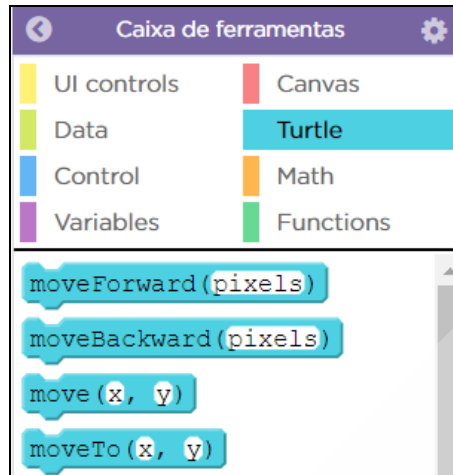 Caixa de ferramentas
UI controls Canvas
Data Turtle
Control Math
Variables Functions
moveForward(pixels)
moveBackward(pixels)
move(x, y)
moveTo(x, y)